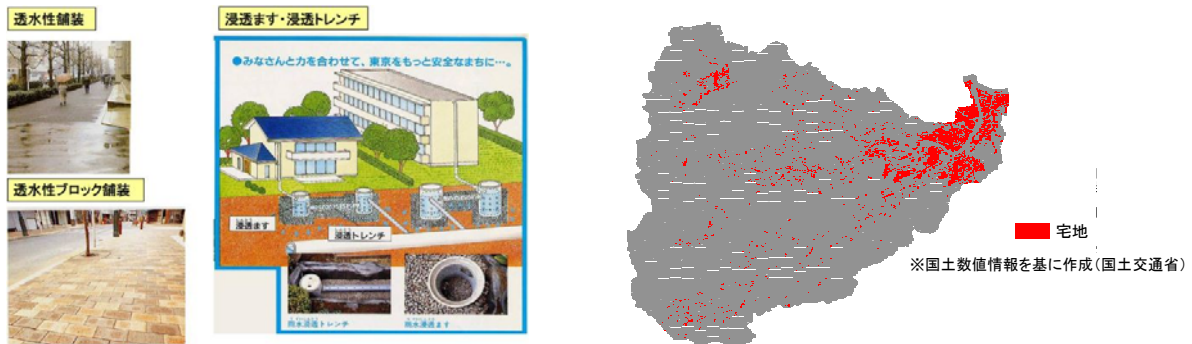 透水性舗装
浸透ます・浸透トレンチ
●みなさんと力を合わせて、東京をもっと安全なまちに…。
浸透ます
浸透トレンチ
雨水浸透トレンチ
雨水浸透ます
透水性ブロック舗装
宅地
※国土数値情報を基に作成(国土交通省)